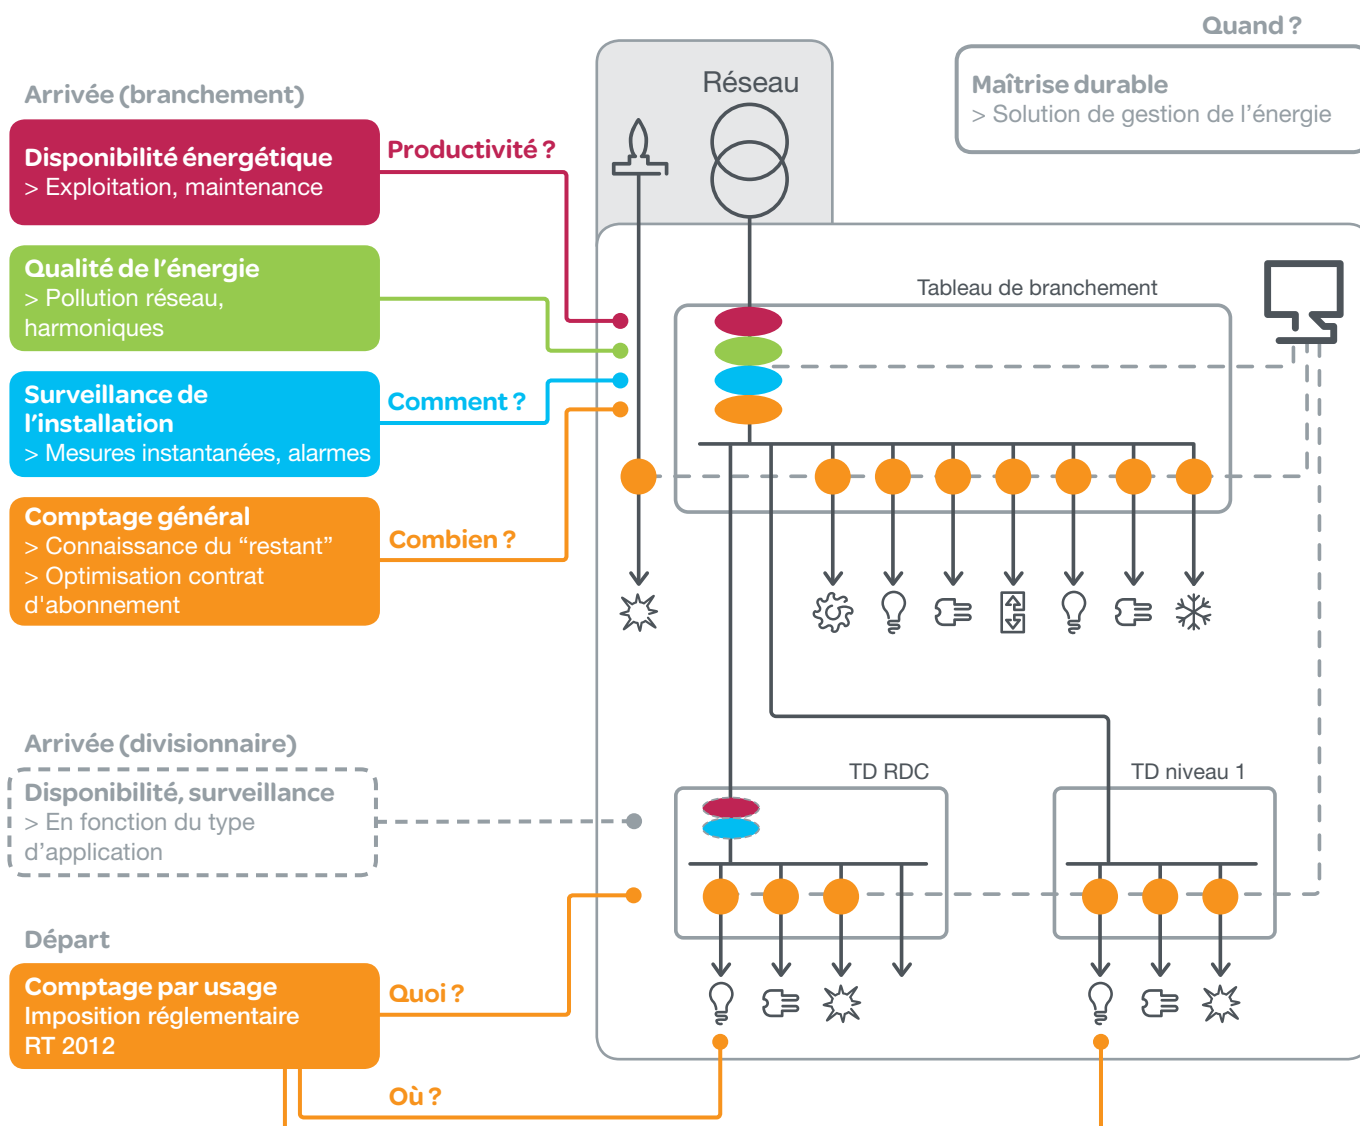 Quand ?
Maîtrise durable
> Solution de gestion de l'énergie
Réseau
Arrivée (branchement)
Disponibilité énergétique
> Exploitation, maintenance
Productivité ?
Qualité de l'énergie
> Pollution réseau,
harmoniques
Surveillance de
l'installation
> Mesures instantanées, alarmes
Comment ?
Comptage général
> Connaissance du “restant”
> Optimisation contrat
d'abonnement
Combien ?
Tableau de branchement
Arrivée (divisionnaire)
Disponibilité, surveillance
> En fonction du type
d'application
TD RDC
TD niveau 1
Départ
Comptage par usage
Imposition réglementaire
RT 2012
Quoi ?
Où ?